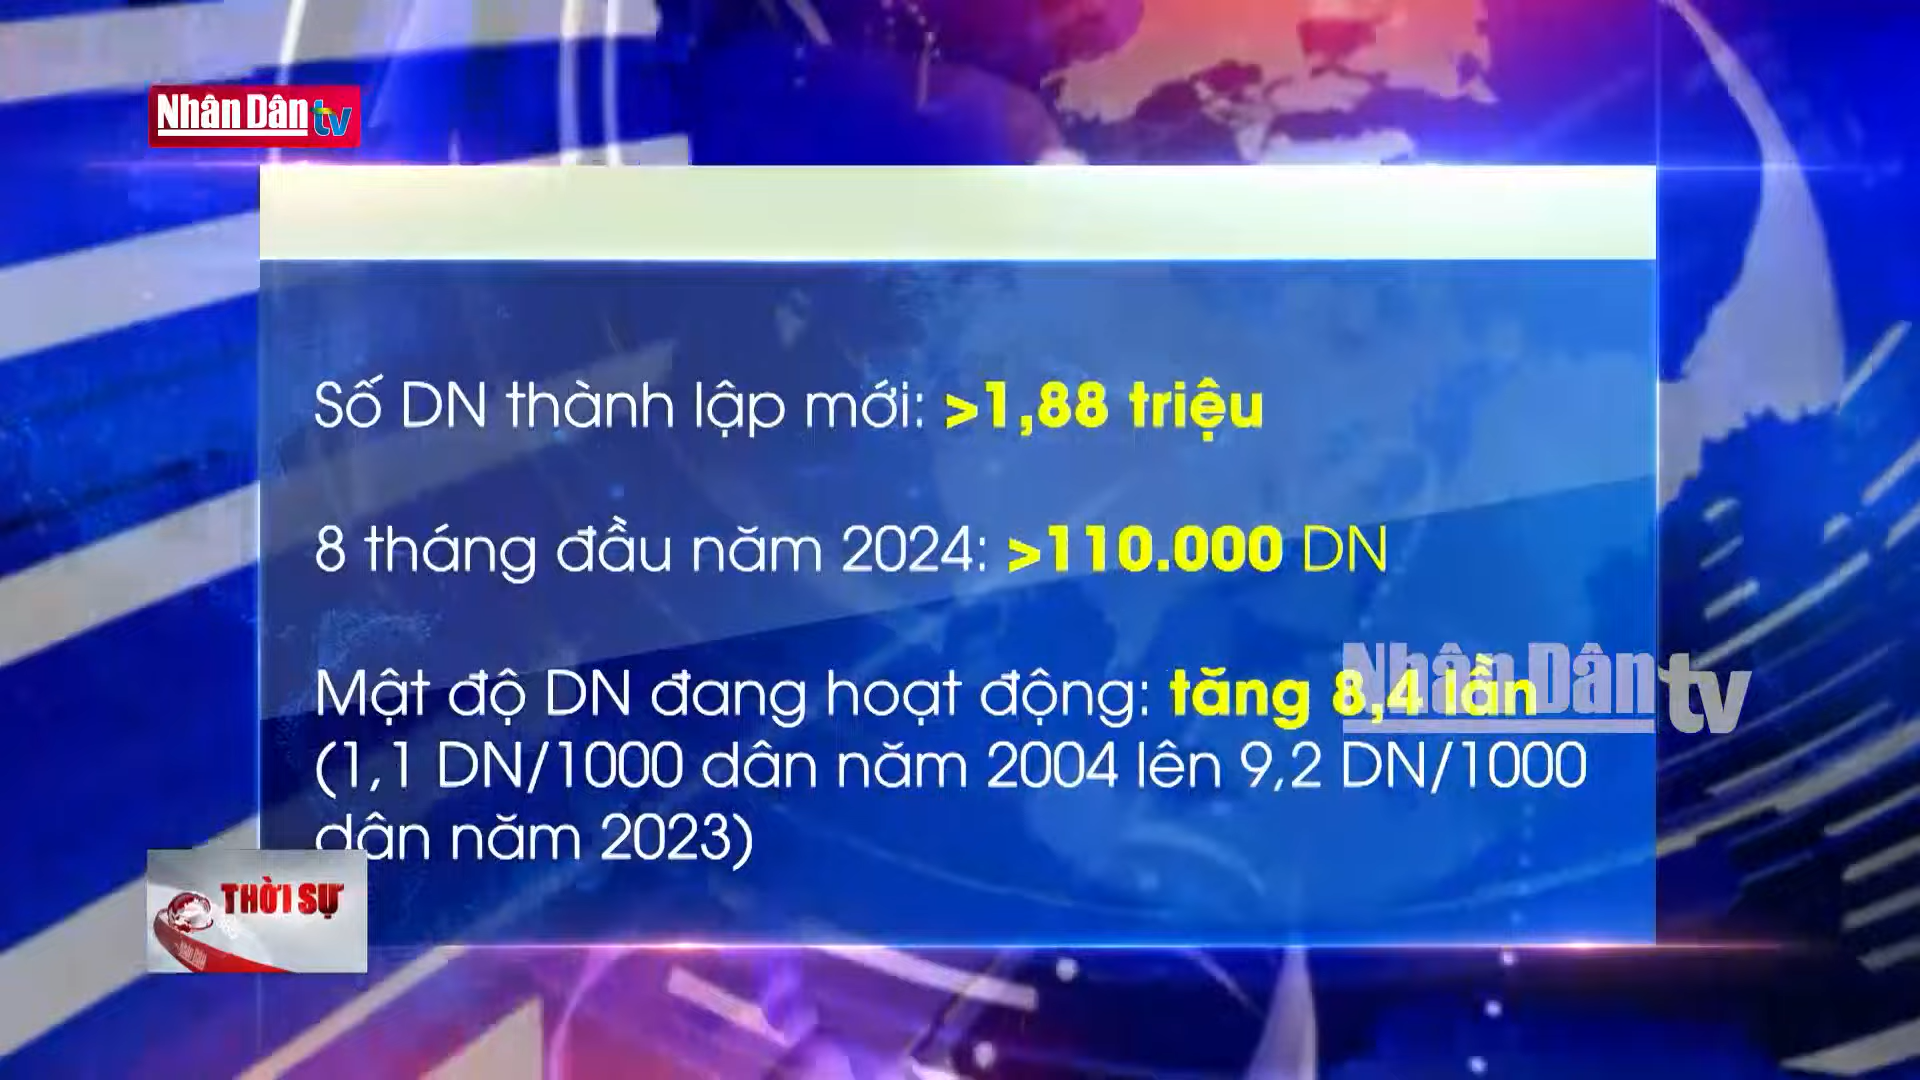 Nhân Dân tv
Số DN thành lập mới: >1,88 triệu
8 tháng đầu năm 2024: >110.000 DN
Mật độ DN đang hoạt động: tăng 8,4 lần
Nhân Dân tv
(1,1 DN/1000 dân năm 2004 lên 9,2 DN/1000
dân năm 2023)
THỜI SỰ
NHÂN DÂN